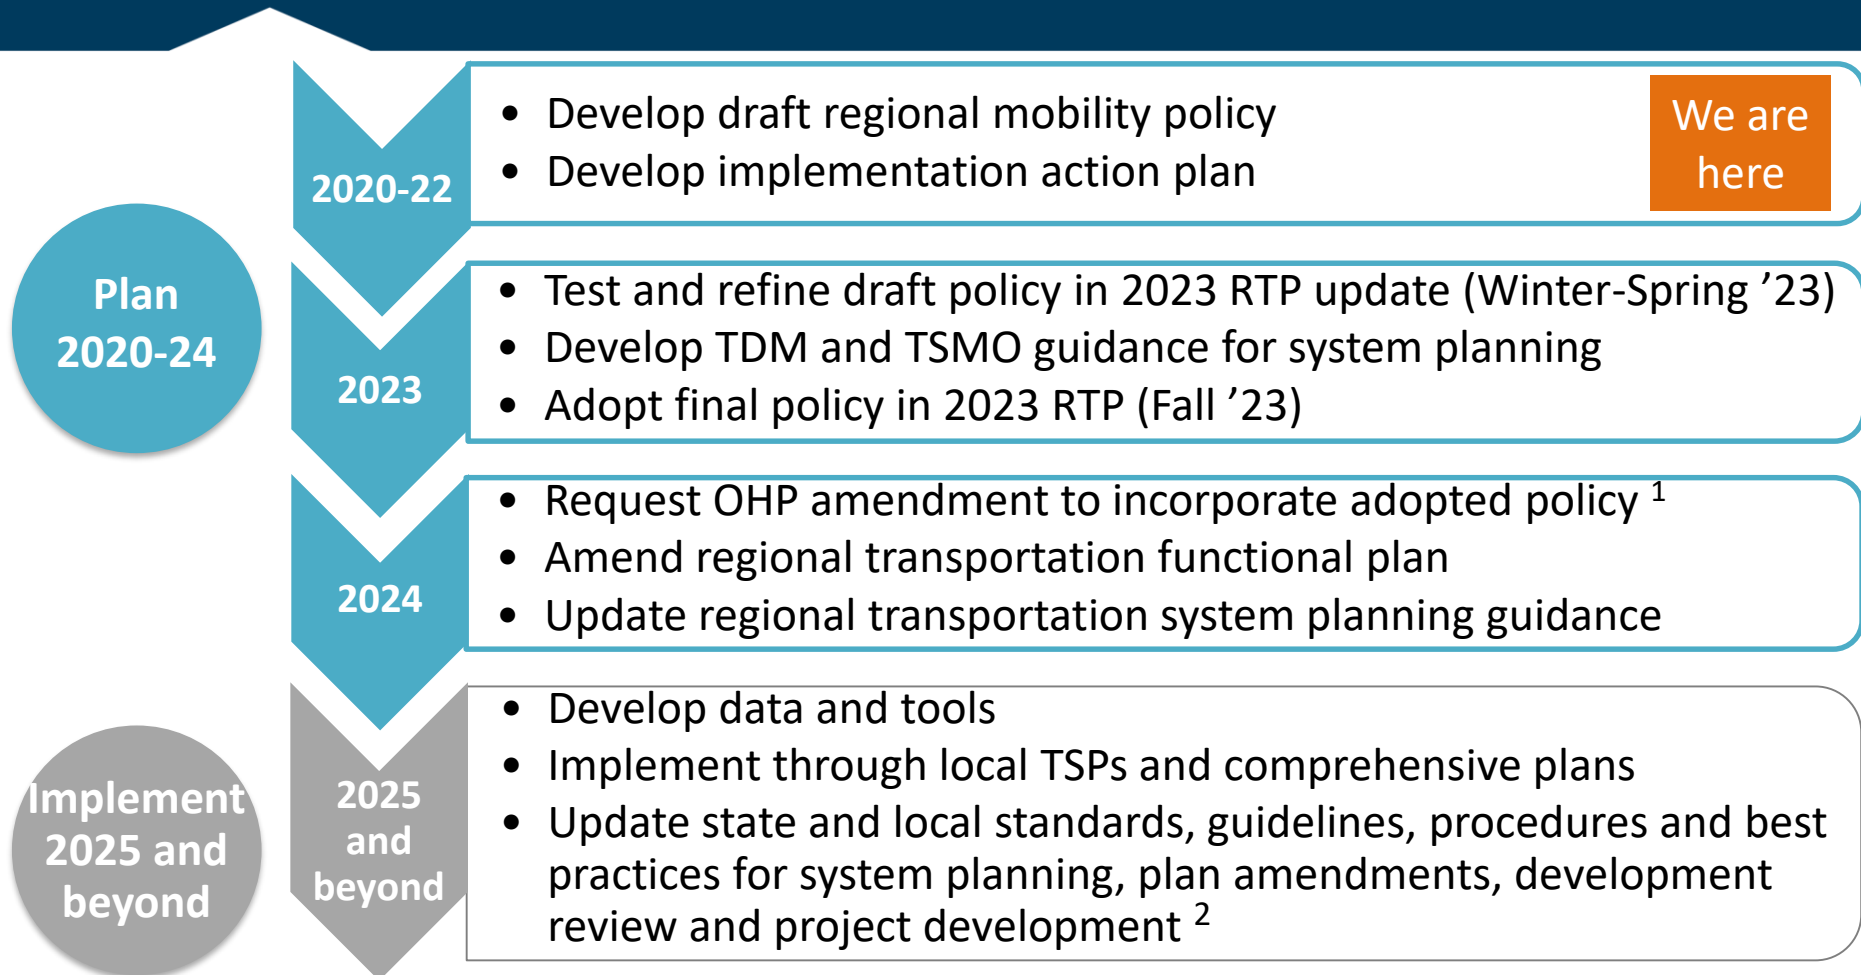 Plan
2020-24
2020-22
• Develop draft regional mobility policy
• Develop implementation action plan
We are
here
2023
• Test and refine draft policy in 2023 RTP update (Winter-Spring ’23)
• Develop TDM and TSMO guidance for system planning
• Adopt final policy in 2023 RTP (Fall ’23)
2024
• Request OHP amendment to incorporate adopted policy 1
• Amend regional transportation functional plan
• Update regional transportation system planning guidance
Implement
2025 and
beyond
2025
and
beyond
• Develop data and tools
• Implement through local TSPs and comprehensive plans
• Update state and local standards, guidelines, procedures and best
practices for system planning, plan amendments, development
review and project development 2